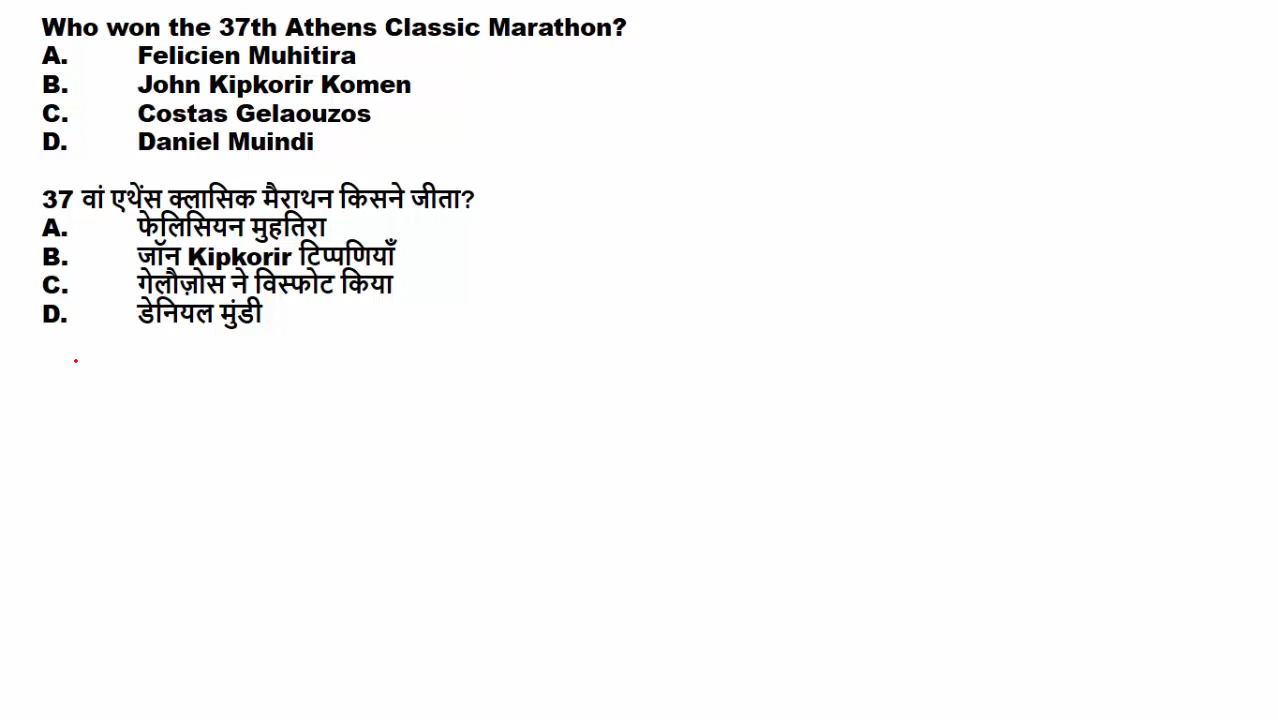 Who won the 37th Athens Classic Marathon?
A. Felicien Muhitira
B. John Kipkorir Komen
C. Costas Gelaouzos
D. Daniel Muindi
37 वां एथेंस क्लासिक मैराथन किसने जीता?
A. फेलिसियन मुहतिरा
B. जॉन Kipkorir टिप्पणियाँ
C. गेलौज़ोस ने विस्फोट किया
D. डेनियल मुंडी